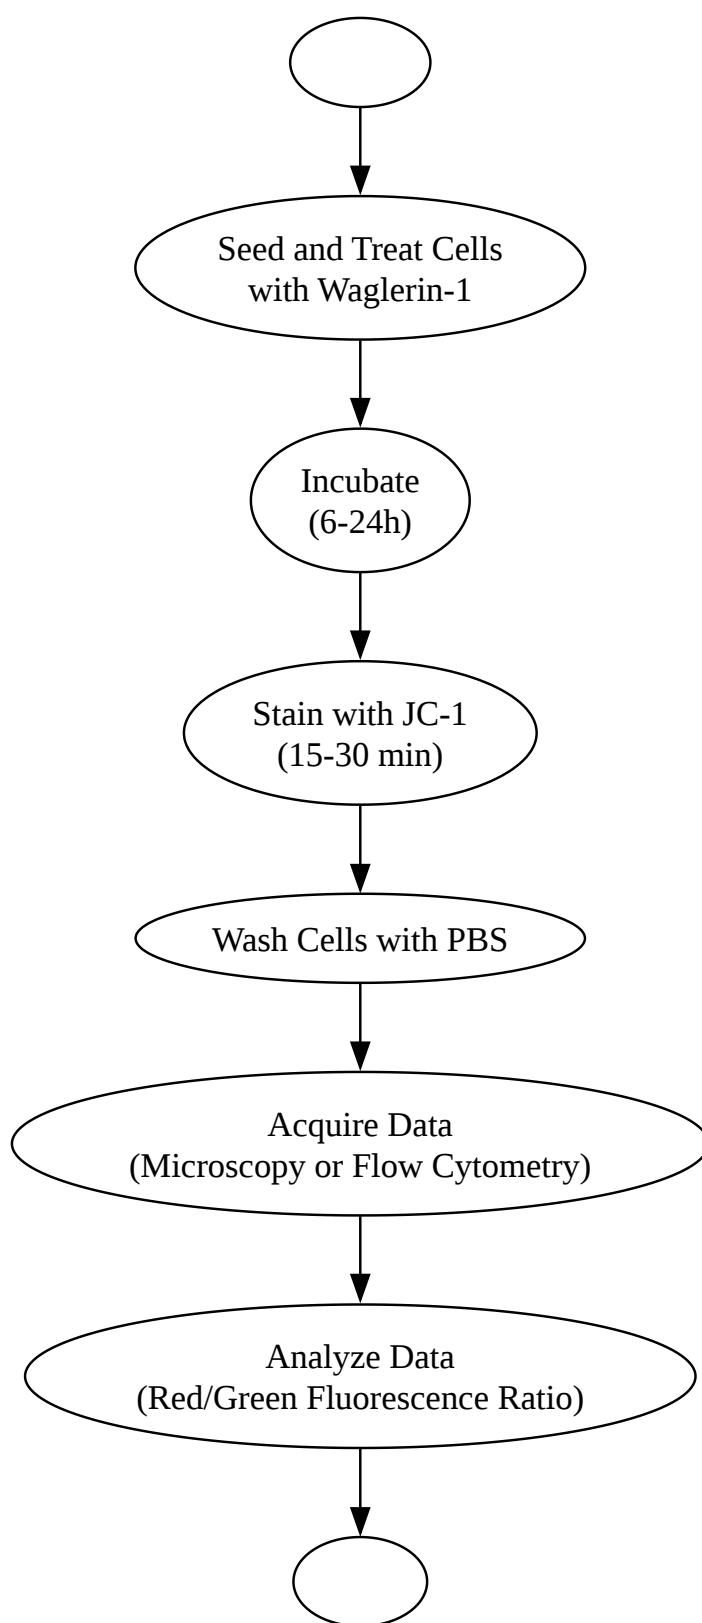 Seed and Treat Cells
with Waglerin-1
Incubate
(6-24h)
Stain with JC-1
(15-30 min)
Wash Cells with PBS
Acquire Data
(Microscopy or Flow Cytometry)
Analyze Data
(Red/Green Fluorescence Ratio)